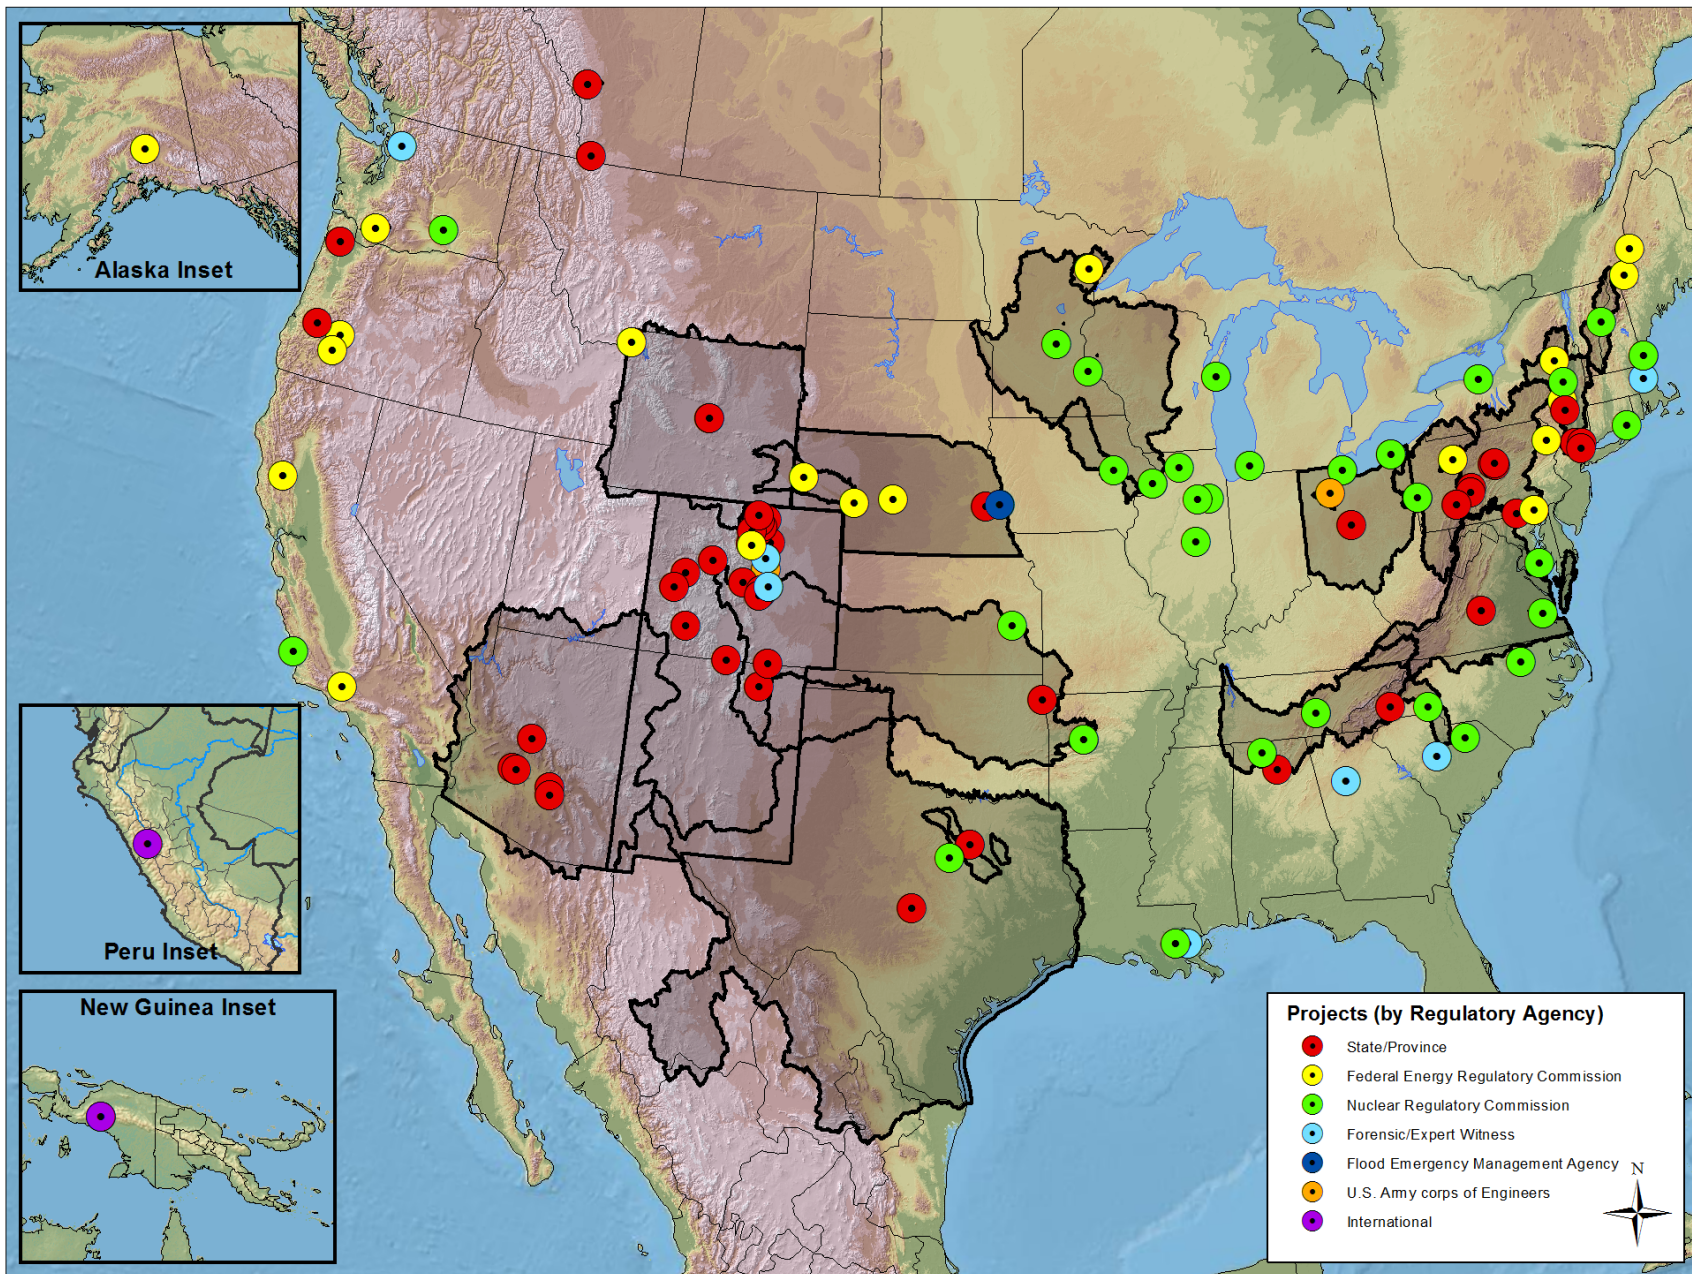 Alaska Inset
Peru Inset
New Guinea Inset
Projects (by Regulatory Agency)
State/Province
Federal Energy Regulatory Commission
Nuclear Regulatory Commission
Forensic/Expert Witness
Flood Emergency Management Agency
U.S. Army corps of Engineers
International
N